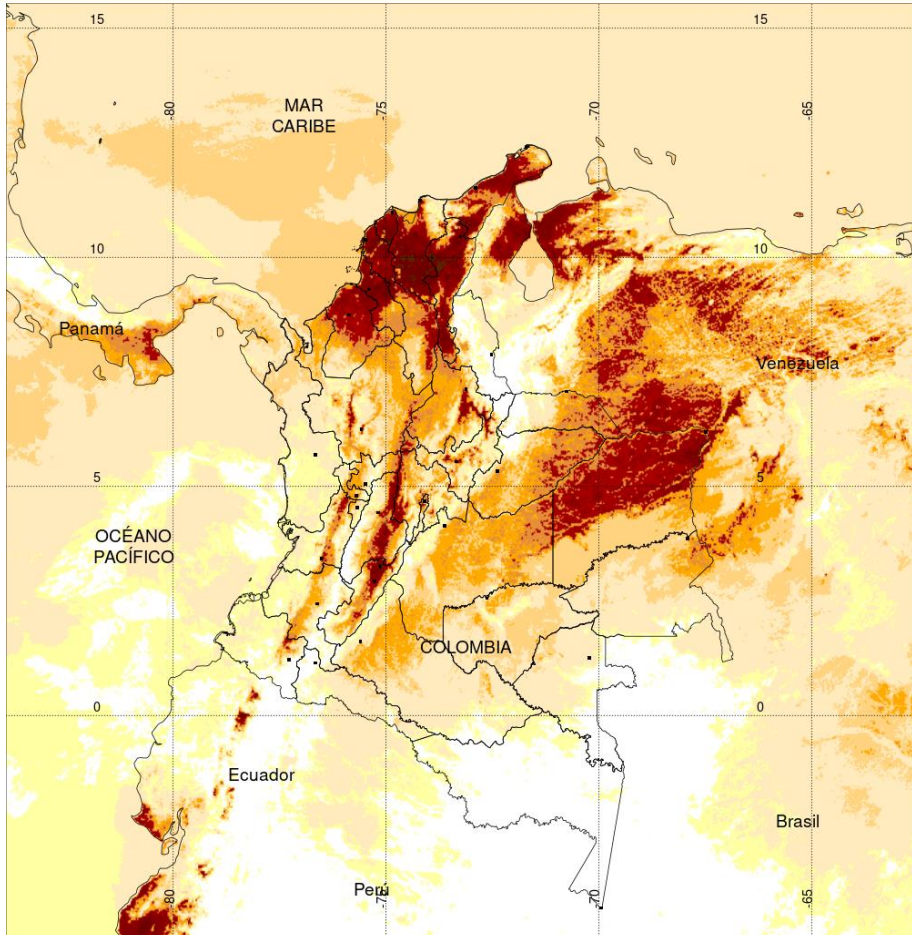 15
15
-80
-75
-70
-65
MAR
CARIBE
10
10
Panamá
Venezuela
5
5
OCÉANO
PACÍFICO
COLOMBIA
0
0
Ecuador
Brasil
Perú
-80
-75
-70
-65